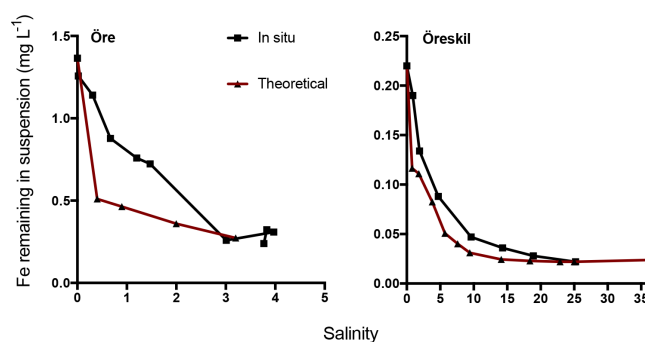 Fe remaining in suspension (mg L-1)
Öre
In situ
Theoretical
1.5
1.0
0.5
0.0
0 1 2 3 4 5
Öreskil
0.25
0.20
0.15
0.10
0.05
0.00
0 5 10 15 20 25 30 35
Salinity